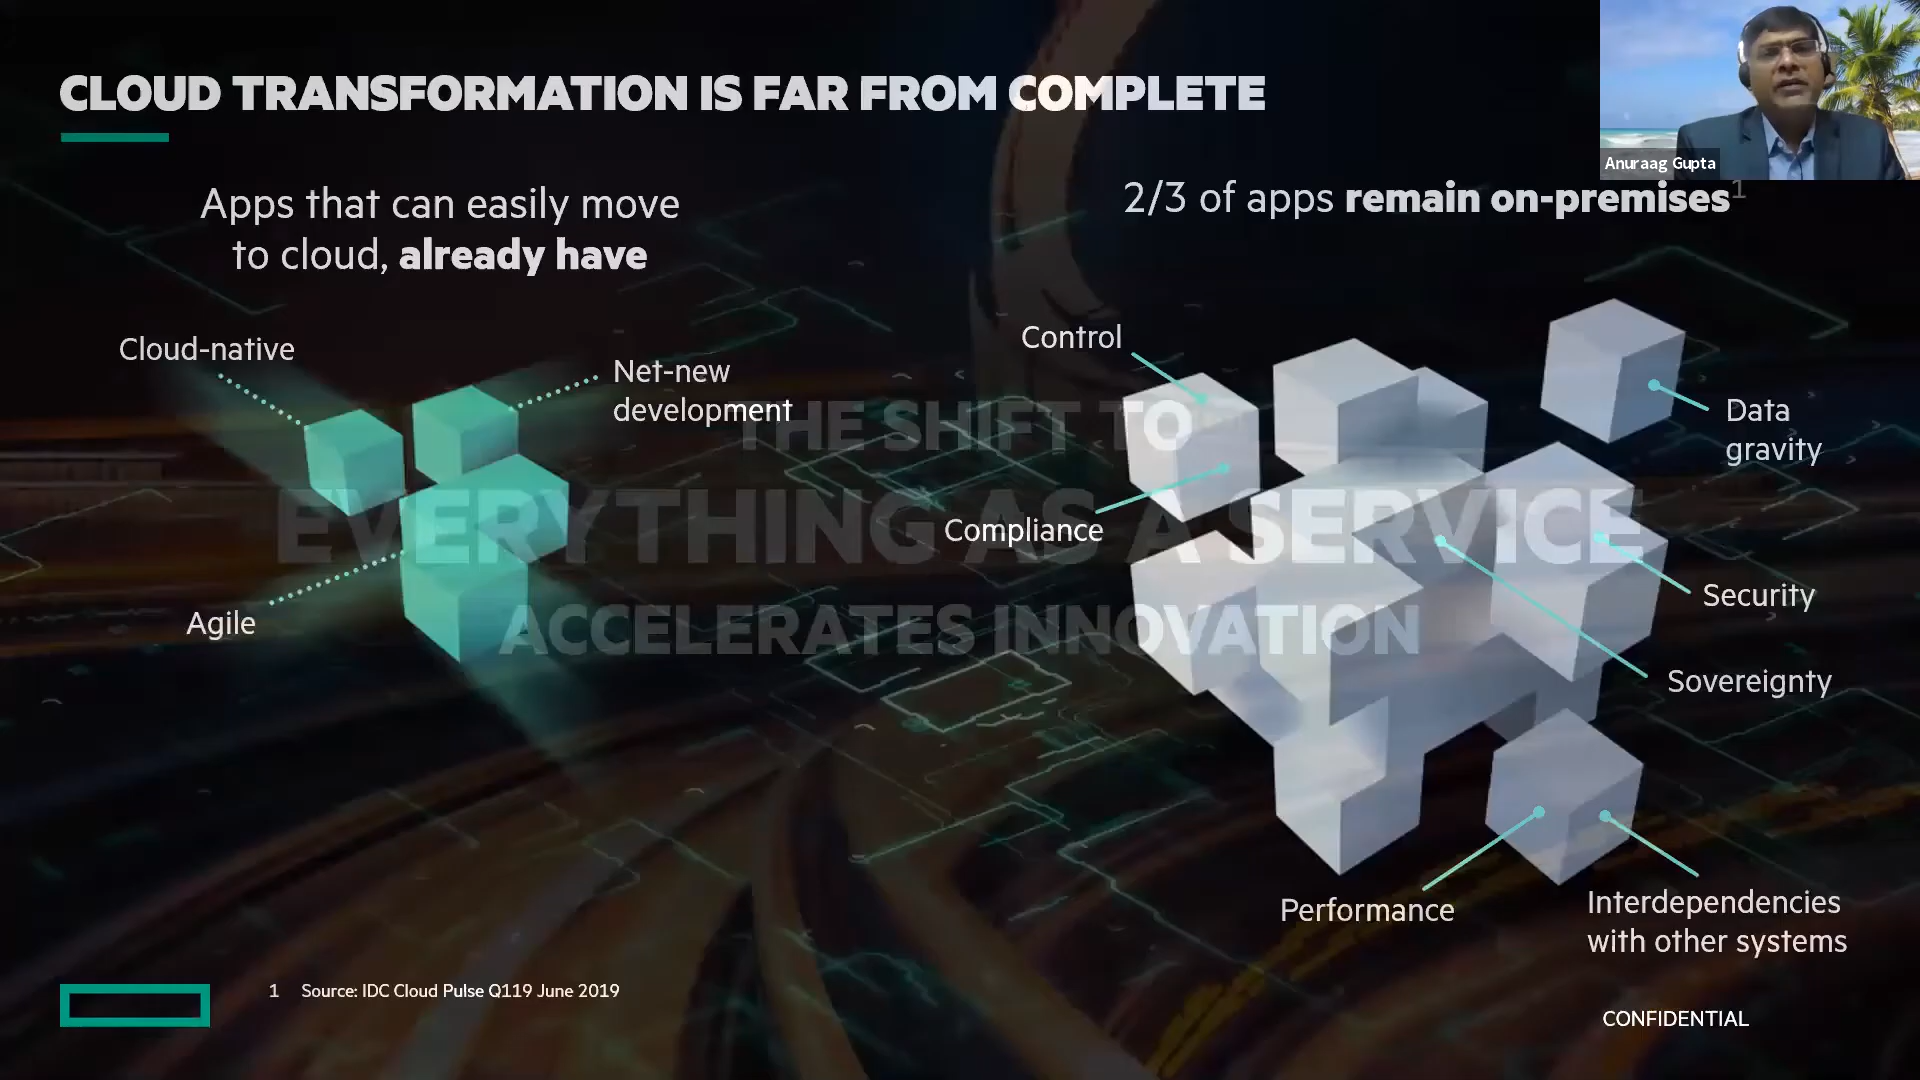 CLOUD TRANSFORMATION IS FAR FROM COMPLETE
Anuraag Gupta
Apps that can easily move
to cloud, already have
2/3 of apps remain on-premises1
Cloud-native
Net-new
development
Agile
Control
Compliance
Data
gravity
Security
Sovereignty
Performance
Interdependencies
with other systems
THE SHIFT TO
EVERYTHING AS A SERVICE
ACCELERATES INNOVATION
1 Source: IDC Cloud Pulse Q119 June 2019
CONFIDENTIAL